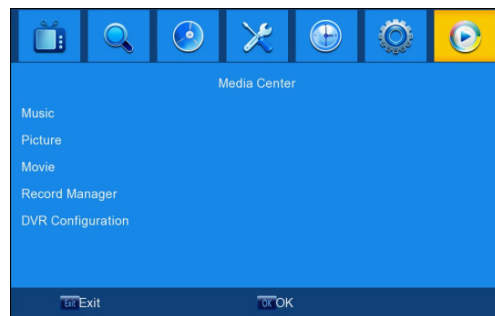 Media Center
Music
Picture
Movie
Record Manager
DVR Configuration
Exit Exit OK OK